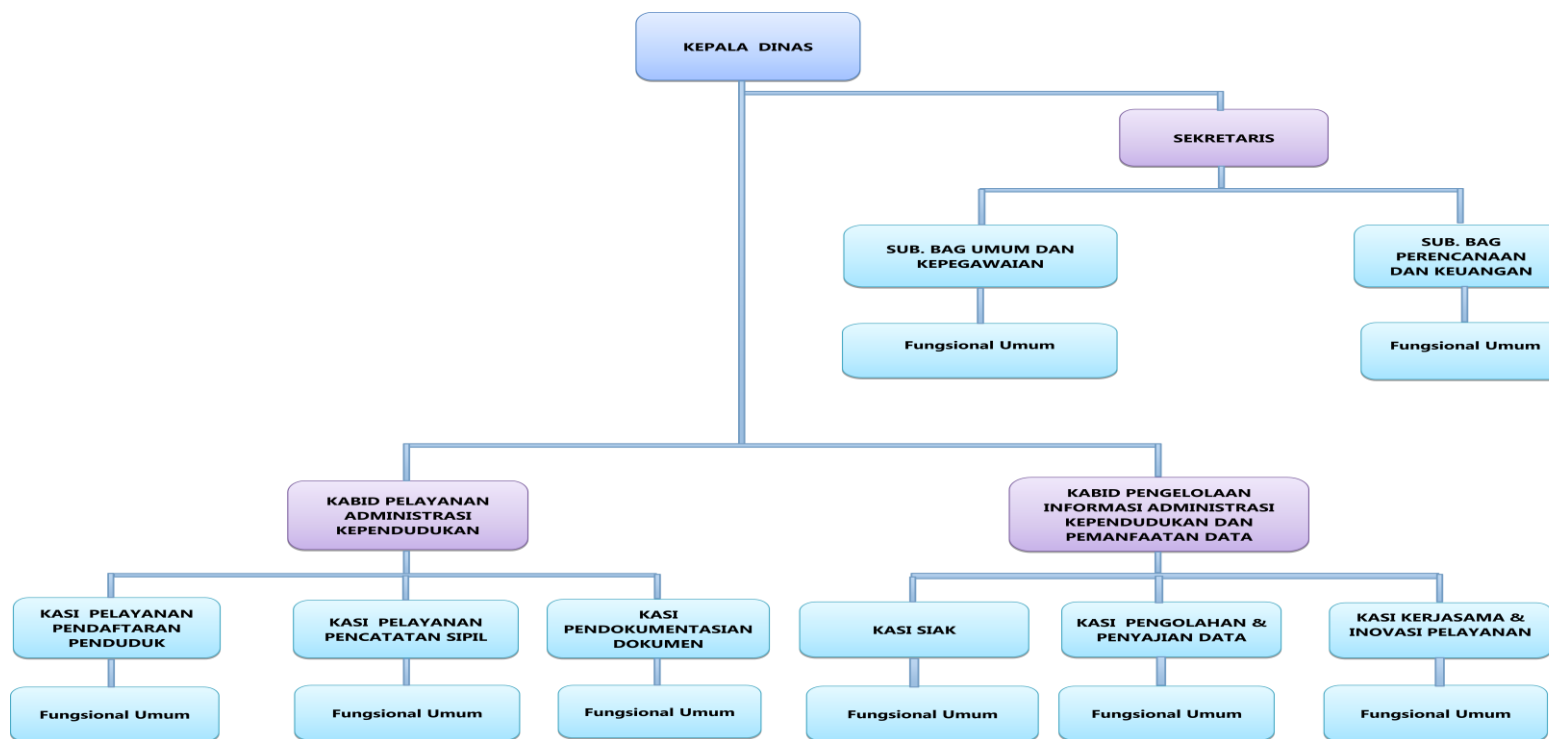 KEPALA DINAS
SEKRETARIS
SUB. BAG UMUM DAN
KEPEGAWAIAN
SUB. BAG
PERENCANAAN
DAN KEUANGAN
Fungsional Umum
Fungsional Umum
KABID PELAYANAN
ADMINISTRASI
KEPENDUDUKAN
KABID PENGELOLAAN
INFORMASI ADMINISTRASI
KEPENDUDUKAN DAN
PEMANFAATAN DATA
KASI PELAYANAN
PENDAFTARAN
PENDUDUK
KASI PELAYANAN
PENCATATAN SIPIL
KASI
PENDOKUMENTASIAN
DOKUMEN
KASI SIAK
KASI PENGOLAHAN &
PENYAJIAN DATA
KASI KERJASAMA &
INOVASI PELAYANAN
Fungsional Umum
Fungsional Umum
Fungsional Umum
Fungsional Umum
Fungsional Umum
Fungsional Umum